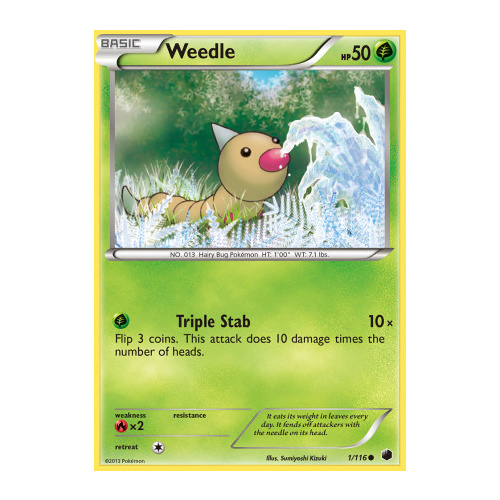 BASIC
Weedle
HP50
NO. 013 Hairy Bug Pokémon HT: 1'00" WT: 7.1 lbs.
Triple Stab 10×
Flip 3 coins. This attack does 10 damage times the
number of heads.
weakness resistance
×2
It eats its weight in leaves every
day. It fends off attackers with
the needle on its head.
retreat
©2013 Pokémon
Illus. Sumiyoshi Kizuki
1/116